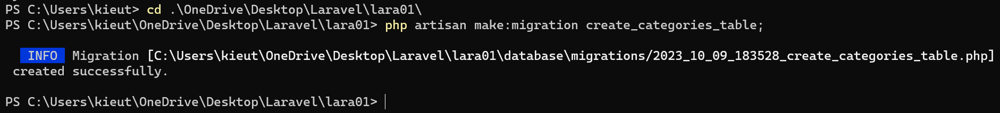 PS C:\Users\kieut> cd .\OneDrive\Desktop\Laravel\lara01\
PS C:\Users\kieut\OneDrive\Desktop\Laravel\lara01> php artisan make:migration create_categories_table;
INFO Migration [C:\Users\kieut\OneDrive\Desktop\Laravel\lara01\database\migrations/2023_10_09_183528_create_categories_table.php]
created successfully.
PS C:\Users\kieut\OneDrive\Desktop\Laravel\lara01>